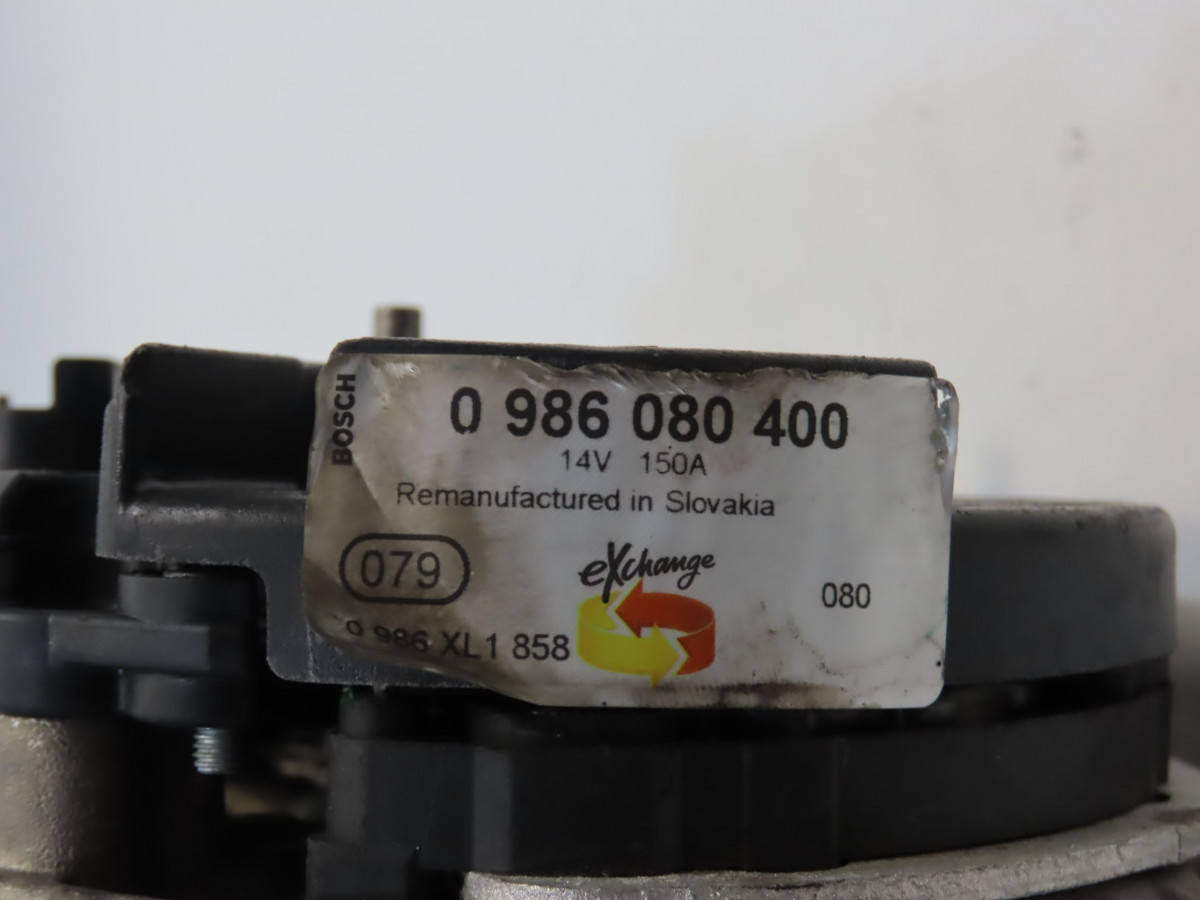 BOSCH
0 986 080 400
14V 150A
Remanufactured in Slovakia
079
eXchange
080
0 986 XL1 858